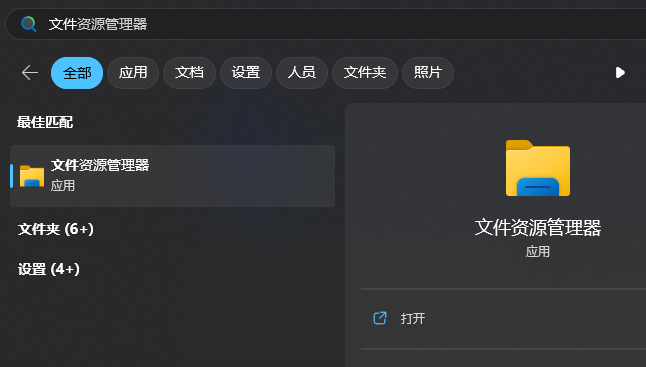 文件资源管理器
全部 应用 文档 设置 人员 文件夹 照片
最佳匹配
文件资源管理器
应用
文件夹 (6+)
设置 (4+)
文件资源管理器
应用
打开